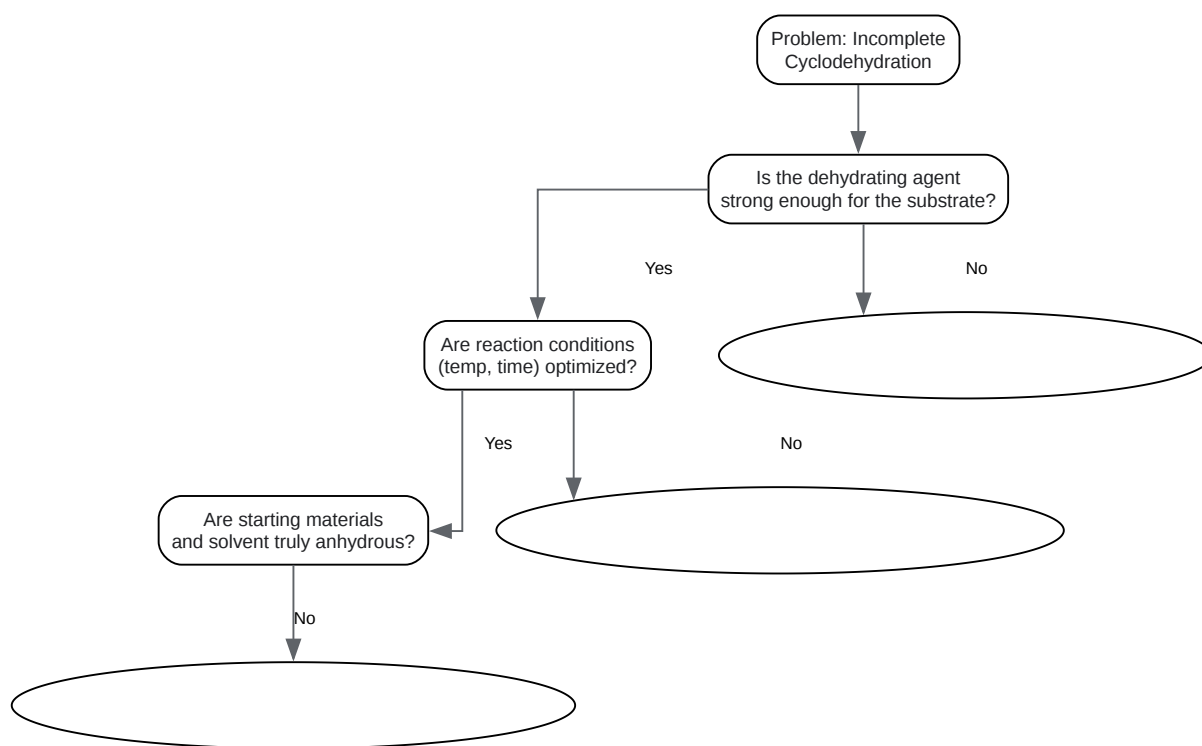 Problem: Incomplete
Cyclodehydration
Is the dehydrating agent
strong enough for the substrate?
Yes
No
Are reaction conditions
(temp, time) optimized?
Yes
No
Are starting materials
and solvent truly anhydrous?
No